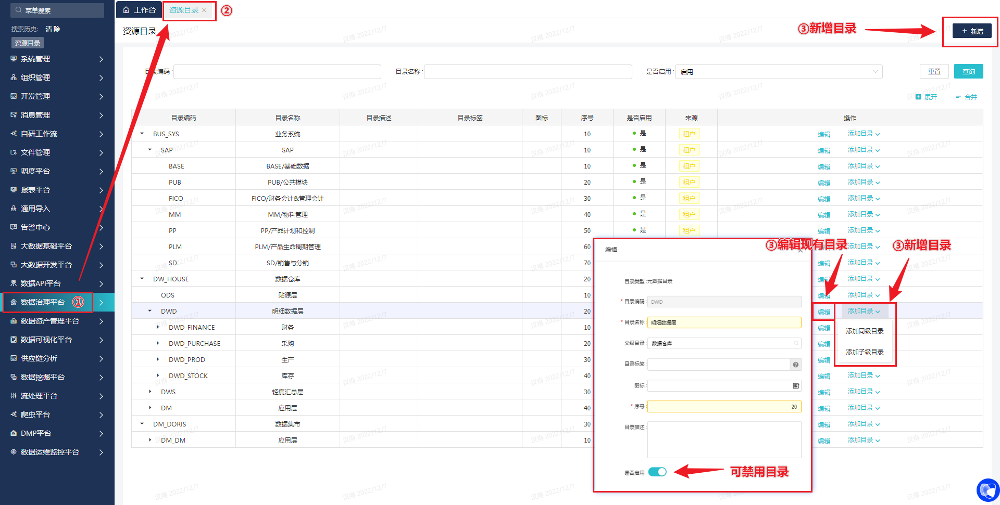 菜单搜索
搜索历史: 清 除
资源目录
系统管理
组织管理
开发管理
消息管理
自研工作流
文件管理
调度平台
报表平台
通用导入
告警中心
大数据基础平台
大数据开发平台
数据API平台
数据治理平台 ①
数据资产管理平台
数据可视化平台
供应链分析
数据挖掘平台
流处理平台
爬虫平台
DMP平台
数据运维监控平台
工作台 资源目录 × ②
资源目录
③新增目录
+ 新增
目录编码 : 目录名称 : 是否启用 : 启用 重置 查询
展开 合并
目录编码 目录名称 目录描述 目录标签 图标 序号 是否启用 来源 操作
BUS_SYS 业务系统 10 是 租户 编辑 添加目录
SAP SAP 10 是 租户 编辑 添加目录
BASE BASE/基础数据 10 是 租户 编辑 添加目录
PUB PUB/公共模块 20 是 租户 编辑 添加目录
FICO FICO/财务会计&管理会计 30 是 租户 编辑 添加目录
MM MM/物料管理 40 是 租户 编辑 添加目录
PP PP/产品计划和控制 50 是 租户 编辑 添加目录
PLM PLM/产品生命周期管理 60 添加目录
SD SD/销售与分销 70 编辑 添加目录
DW_HOUSE 数据仓库 20 编辑 添加目录
ODS 贴源层 10 编辑 添加目录
DWD 明细数据层 20 编辑 添加目录
DWD_FINANCE 财务 10 编辑
DWD_PURCHASE 采购 20 编辑
DWD_PROD 生产 30 编辑
DWD_STOCK 库存 40 编辑 添加目录
DWS 轻度汇总层 30 编辑 添加目录
DM 应用层 40 编辑 添加目录
DM_DORIS 数据集市 30 编辑 添加目录
DM_DM 应用层 10 编辑 添加目录
③编辑现有目录
③新增目录
添加同级目录
添加子级目录
编辑
目录类型 : 元数据目录
* 目录编码 : DWD
* 目录名称 : 明细数据层
父级目录 : 数据仓库
目录标签 :
图标 :
* 序号 : 20
目录描述 :
是否启用 :
可禁用目录
汉得 2022/12/7